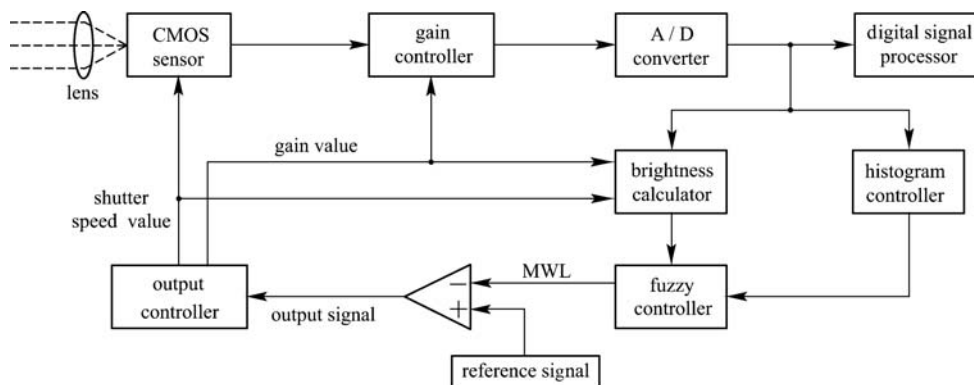 CMOS
sensor
gain
controller
A / D
converter
digital signal
processor
lens
gain value
brightness
calculator
histogram
controller
shutter
speed value
output
controller
output signal
−
+
MWL
fuzzy
controller
reference signal